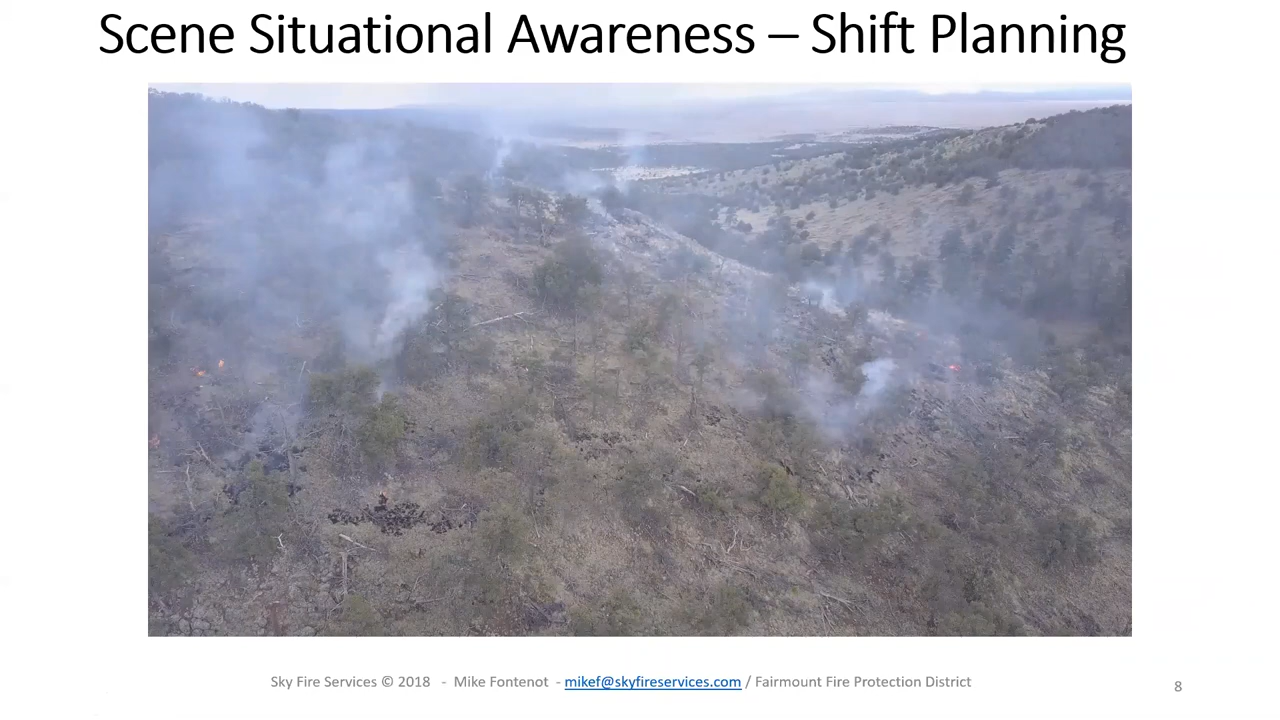 Scene Situational Awareness – Shift Planning
Sky Fire Services © 2018 - Mike Fontenot - mikef@skyfireservices.com / Fairmount Fire Protection District
8